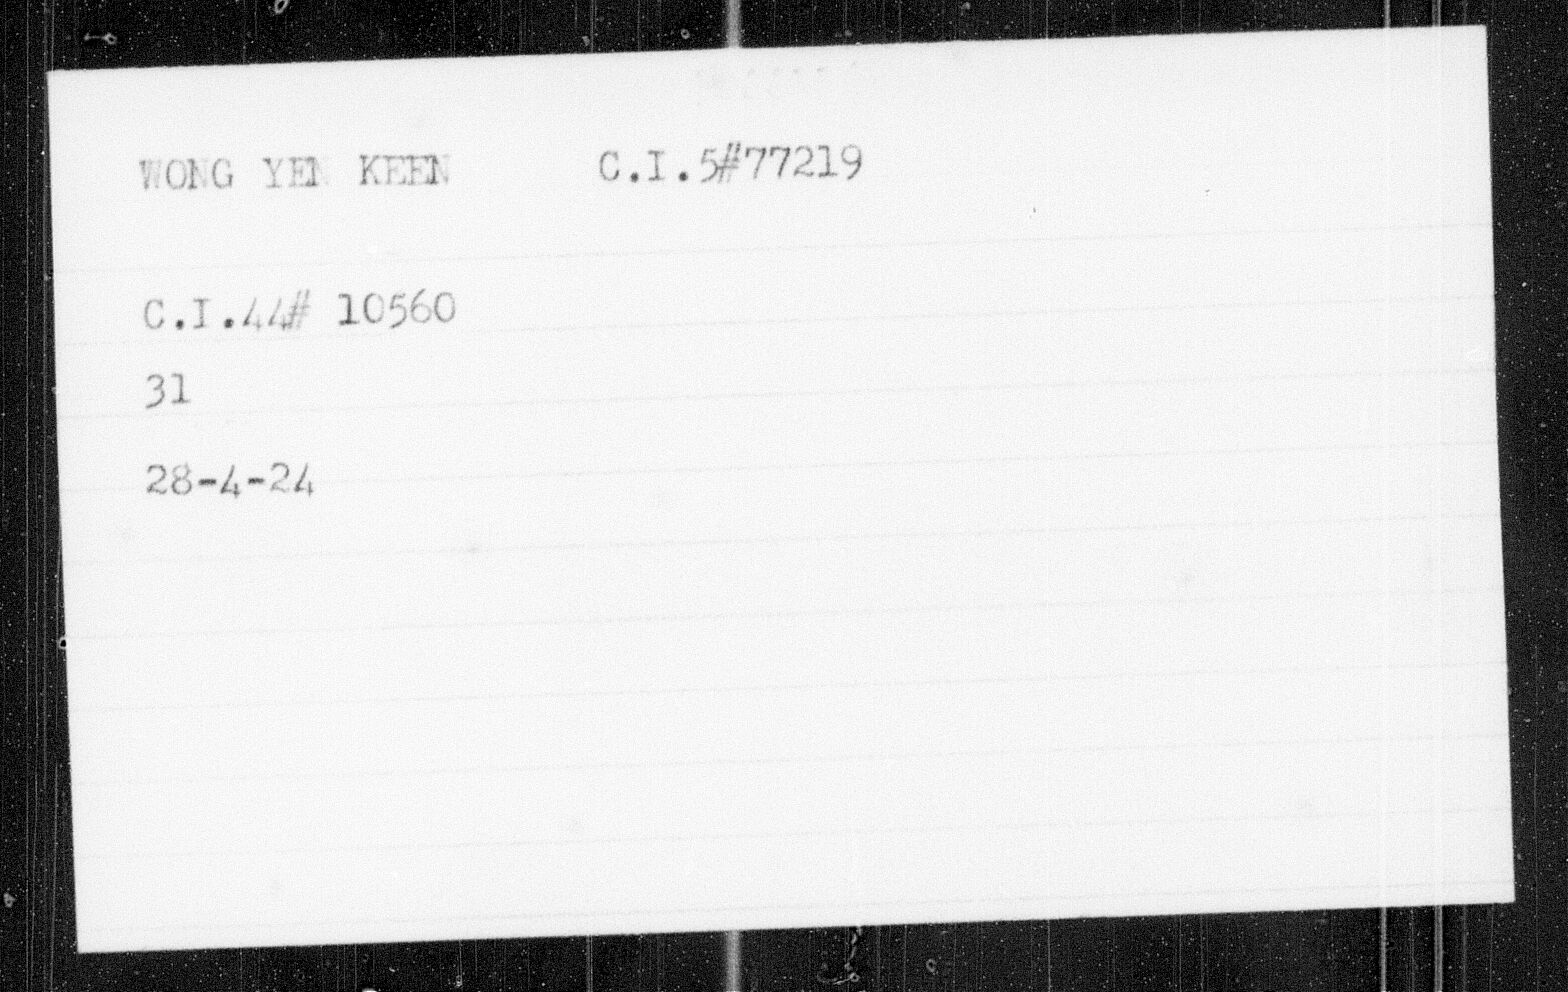 WONG YEN KEEN C.I.5#77219
C.I.44# 10560
31
28-4-24